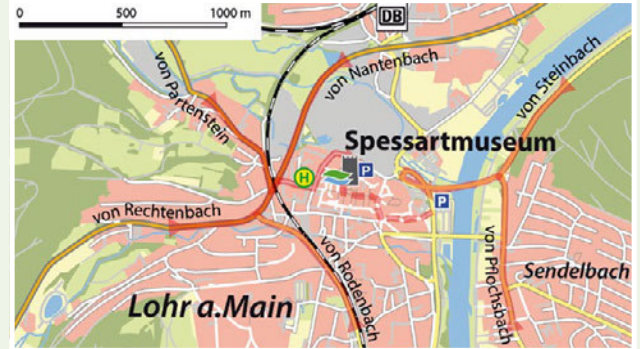 0 500 1000 m
DB
von Nantenbach
von Steinbach
von Partenstein
Spessartmuseum
P
H
P
von Rechtenbach
von Rodenbach
von Pflochsbach
Sendelbach
Lohr a.Main